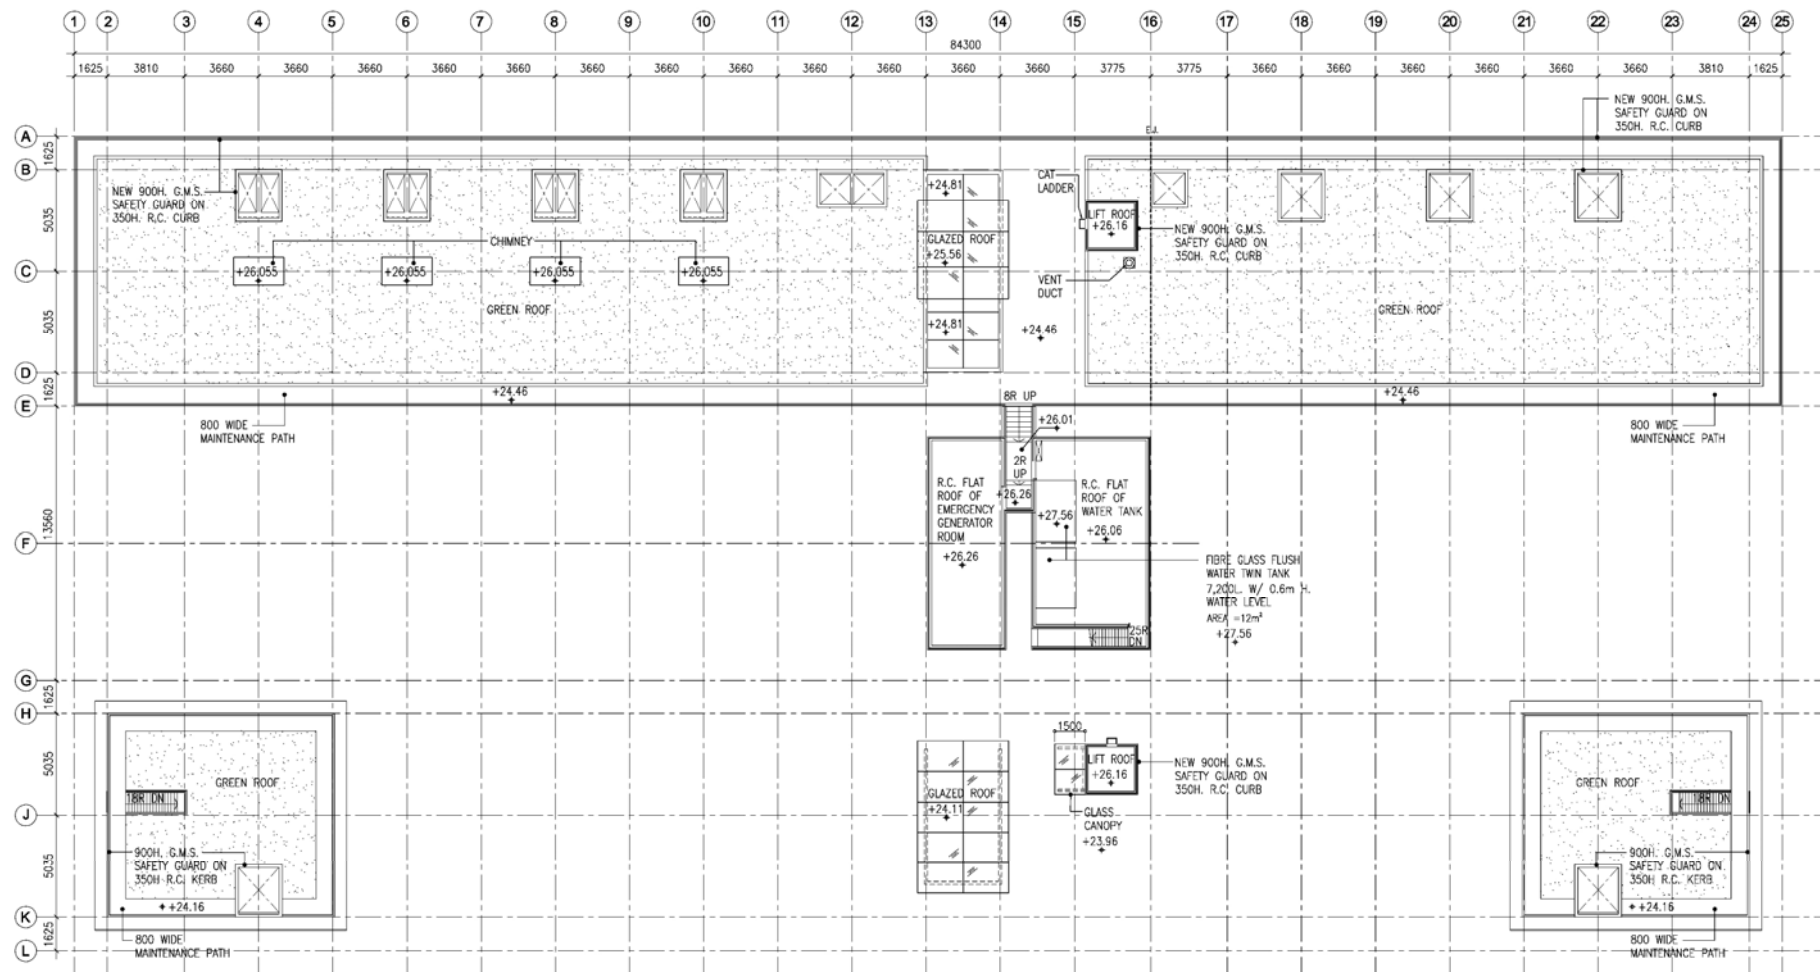 1 2 3 4 5 6 7 8 9 10 11 12 13 14 15 16 17 18 19 20 21 22 23 24 25
84300
1625 3810 3660 3660 3660 3660 3660 3660 3660 3660 3660 3660 3660 3660 3775 3775 3660 3660 3660 3660 3660 3660 3810 1625
NEW 900H. G.M.S.
SAFETY GUARD ON
350H. R.C. CURB
A
E.J.
1625
B
CAT
LADDER
+24.81
NEW 900H. G.M.S.
SAFETY GUARD ON
350H. R.C. CURB
5035
LIFT ROOF
+26.16
NEW 900H. G.M.S.
SAFETY GUARD ON
350H. R.C. CURB
CHIMNEY
GLAZED ROOF
+25.56
C
+26.055 +26.055 +26.055 +26.055
VENT
DUCT
GREEN ROOF
GREEN ROOF
5035
+24.81
+24.46
D
1625
+24.46
+24.46
E
8R UP
800 WIDE
MAINTENANCE PATH
+26.01
800 WIDE
MAINTENANCE PATH
2R
UP
R.C. FLAT
ROOF OF
EMERGENCY
GENERATOR
ROOM
+26.26
+26.26
R.C. FLAT
ROOF OF
WATER TANK
+26.06
+27.56
13560
F
FIBRE GLASS FLUSH
WATER TWIN TANK
7,200L. W/ 0.6m H.
WATER LEVEL
AREA =12m²
+27.56
25R
DN
G
1625
H
1500
5035
GREEN ROOF
LIFT ROOF
+26.16
NEW 900H. G.M.S.
SAFETY GUARD ON
350H. R.C. CURB
GREEN ROOF
18R DN
GLAZED ROOF
+24.11
18R DN
J
GLASS
CANOPY
+23.96
5035
900H. G.M.S.
SAFETY GUARD ON
350H R.C. KERB
900H. G.M.S.
SAFETY GUARD ON
350H R.C. KERB
+24.16
+24.16
K
1625
800 WIDE
MAINTENANCE PATH
800 WIDE
MAINTENANCE PATH
L